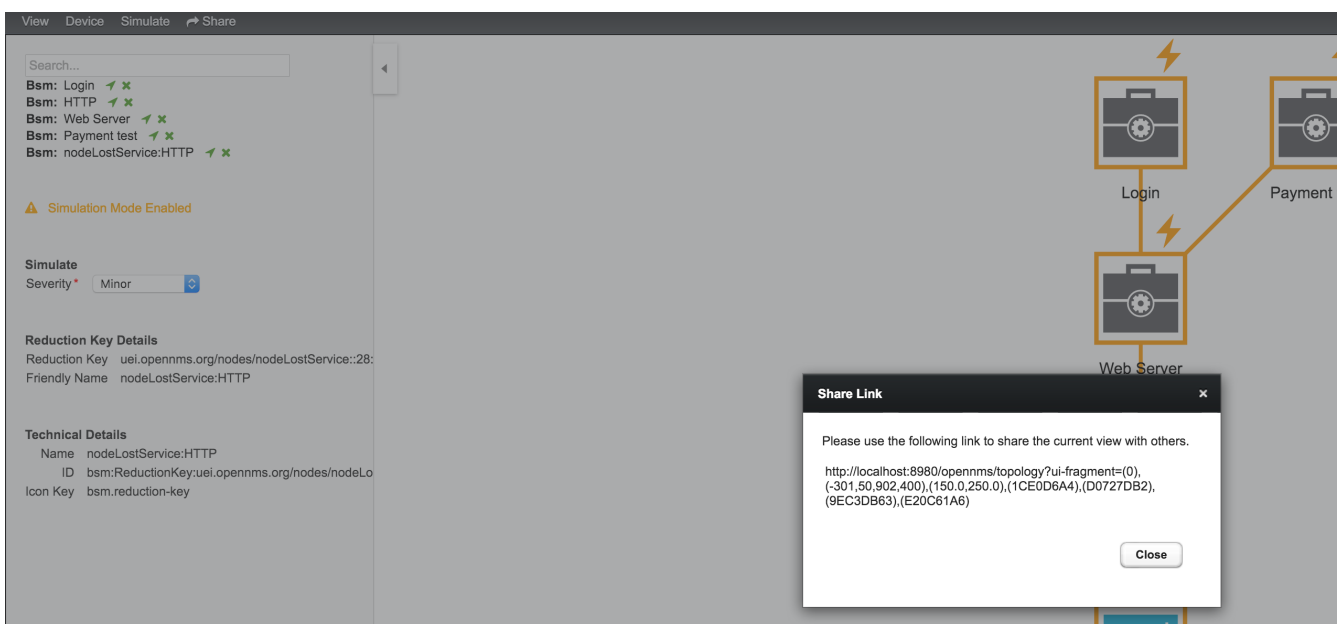 View Device Simulate Share
Search...
Bsm: Login
Bsm: HTTP
Bsm: Web Server
Bsm: Payment test
Bsm: nodeLostService:HTTP
Simulation Mode Enabled
Simulate
Severity* Minor
Reduction Key Details
Reduction Key uei.opennms.org/nodes/nodeLostService::28:
Friendly Name nodeLostService:HTTP
Technical Details
Name nodeLostService:HTTP
ID bsm:ReductionKey:uei.opennms.org/nodes/nodeLo
Icon Key bsm.reduction-key
Login
Payment
Web Server
Share Link
Please use the following link to share the current view with others.
http://localhost:8980/opennms/topology?ui-fragment=(0),
(-301,50,902,400),(150.0,250.0),(1CE0D6A4),(D0727DB2),
(9EC3DB63),(E20C61A6)
Close